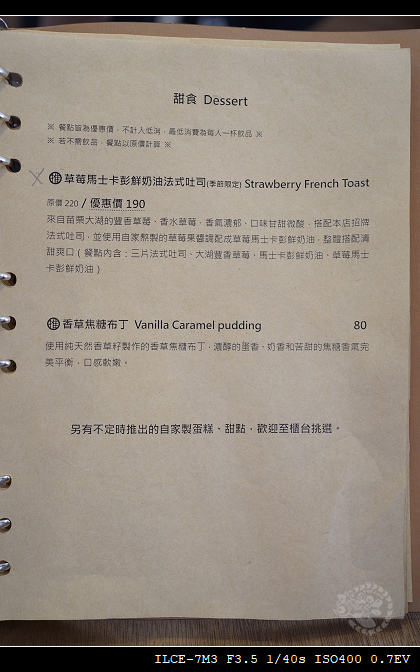 甜食 Dessert
※ 餐點皆為優惠價，不計入低消，最低消費為每人一杯飲品 ※
※ 若不需飲品，餐點以原價計算 ※
推 草莓馬士卡彭鮮奶油法式吐司(季節限定) Strawberry French Toast
原價 220 / 優惠價 190
來自苗栗大湖的豐香草莓、香水草莓，香氣濃郁、口味甘甜微酸，搭配本店招牌
法式吐司，並使用自家熬製的草莓果醬調配成草莓馬士卡彭鮮奶油，整體搭配清
甜爽口（餐點內含：三片法式吐司、大湖豐香草莓、馬士卡彭鮮奶油、草莓馬士
卡彭鮮奶油）
推 香草焦糖布丁 Vanilla Caramel pudding 80
使用純天然香草籽製作的香草焦糖布丁，濃醇的蛋香、奶香和苦甜的焦糖香氣完
美平衡，口感軟嫩。
另有不定時推出的自家製蛋糕、甜點，歡迎至櫃台挑選。
ILCE-7M3 F3.5 1/40s ISO400 0.7EV